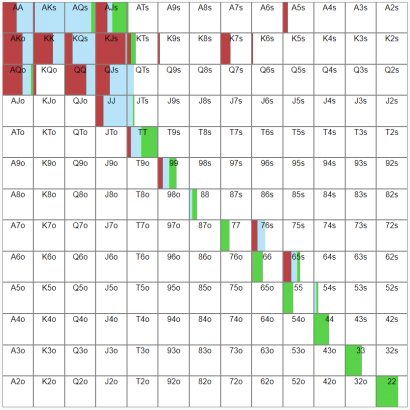 AA AKs AQs AJs ATs A9s A8s A7s A6s A5s A4s A3s A2s
AKo KK KQs KJs KTs K9s K8s K7s K6s K5s K4s K3s K2s
AQo KQo QQ QJs QTs Q9s Q8s Q7s Q6s Q5s Q4s Q3s Q2s
AJo KJo QJo JJ JTs J9s J8s J7s J6s J5s J4s J3s J2s
ATo KTo QTo JTo TT T9s T8s T7s T6s T5s T4s T3s T2s
A9o K9o Q9o J9o T9o 99 98s 97s 96s 95s 94s 93s 92s
A8o K8o Q8o J8o T8o 98o 88 87s 86s 85s 84s 83s 82s
A7o K7o Q7o J7o T7o 97o 87o 77 76s 75s 74s 73s 72s
A6o K6o Q6o J6o T6o 96o 86o 76o 66 65s 64s 63s 62s
A5o K5o Q5o J5o T5o 95o 85o 75o 65o 55 54s 53s 52s
A4o K4o Q4o J4o T4o 94o 84o 74o 64o 54o 44 43s 42s
A3o K3o Q3o J3o T3o 93o 83o 73o 63o 53o 43o 33 32s
A2o K2o Q2o J2o T2o 92o 82o 72o 62o 52o 42o 32o 22